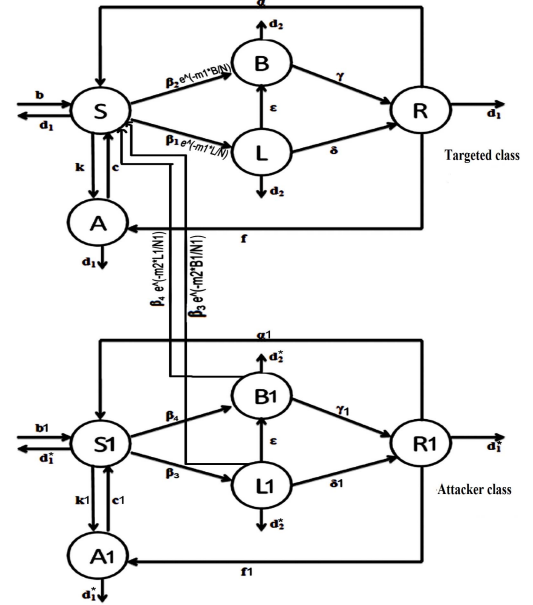 α
d₂
B
β₂e^(-m1*B/N)
γ
b
S
ε
R
d₁
d₁
β₁e^(-m1*L/N)
L
δ
Targeted class
k
c
d₂
A
f
d₁
β₄ e^(-m2*L1/N1)
β₃ e^(-m2*B1/N1)
α1
d₂*
B1
β₄
γ₁
b1
S1
ε
R1
d₁*
d₁*
β₃
L1
δ1
Attacker class
k1
c1
d₂*
A1
f1
d₁*